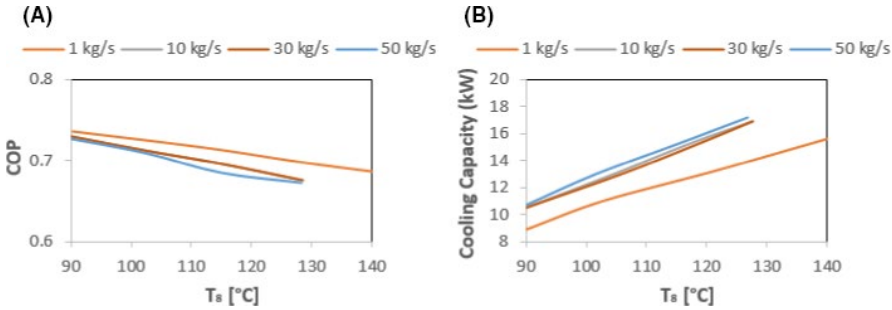 (A)
1 kg/s 10 kg/s 30 kg/s 50 kg/s
0.8
0.7
0.6
COP
90 100 110 120 130 140
T₈ [°C]
(B)
1 kg/s 10 kg/s 30 kg/s 50 kg/s
20
18
16
14
12
10
8
Cooling Capacity (kW)
90 100 110 120 130 140
T₈ [°C]